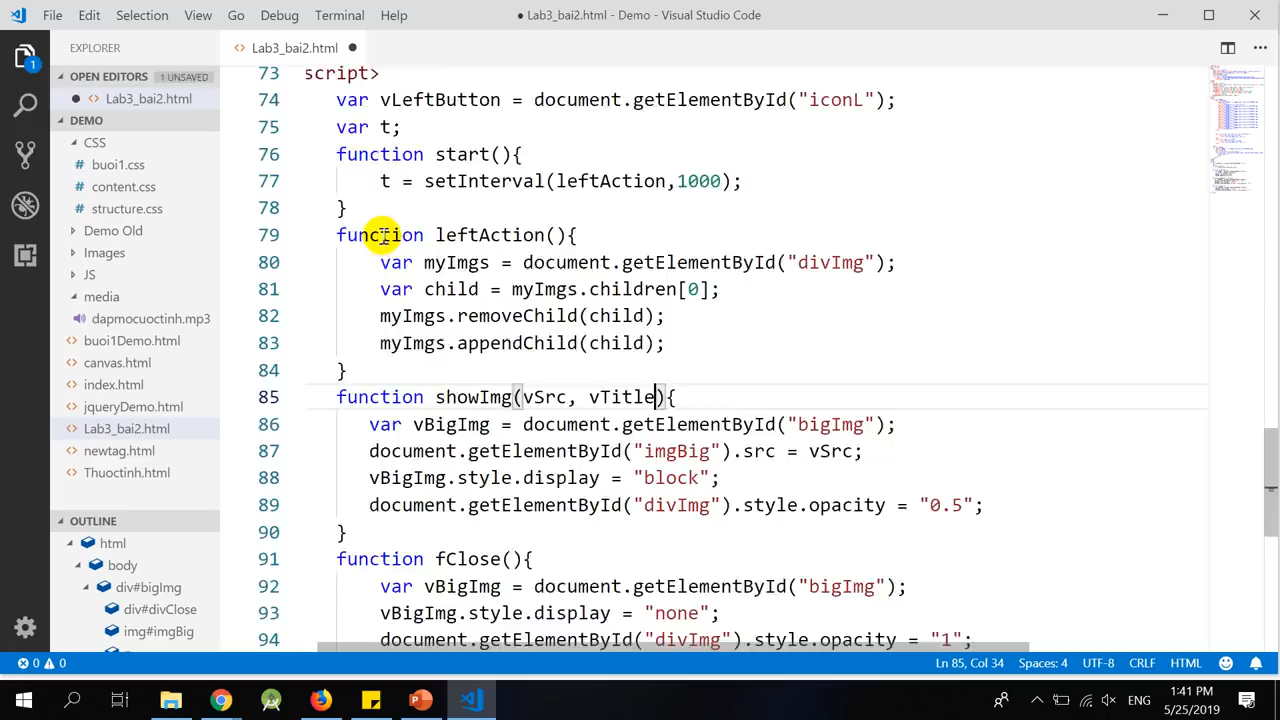 File Edit Selection View Go Debug Terminal Help
● Lab3_bai2.html - Demo - Visual Studio Code
EXPLORER
OPEN EDITORS 1 UNSAVED
Lab3_bai2.html
DEMO
CSS
buoi1.css
content.css
structure.css
Demo Old
Images
JS
media
dapmocuoctinh.mp3
buoi1Demo.html
canvas.html
index.html
jqueryDemo.html
Lab3_bai2.html
newtag.html
Thuoctinh.html
OUTLINE
html
body
div#bigImg
div#divClose
img#imgBig
1
Lab3_bai2.html ●
73 script>
74 var vLeftButton = document.getElementById("iconL");
75 var t;
76 function start(){
77 t = setInterval(leftAction,1000);
78 }
79 function leftAction(){
80 var myImgs = document.getElementById("divImg");
81 var child = myImgs.children[0];
82 myImgs.removeChild(child);
83 myImgs.appendChild(child);
84 }
85 function showImg(vSrc, vTitle){
86 var vBigImg = document.getElementById("bigImg");
87 document.getElementById("imgBig").src = vSrc;
88 vBigImg.style.display = "block";
89 document.getElementById("divImg").style.opacity = "0.5";
90 }
91 function fClose(){
92 var vBigImg = document.getElementById("bigImg");
93 vBigImg.style.display = "none";
94 document.getElementById("divImg").style.opacity = "1";
0 0
Ln 85, Col 34 Spaces: 4 UTF-8 CRLF HTML
ENG
1:41 PM
5/25/2019